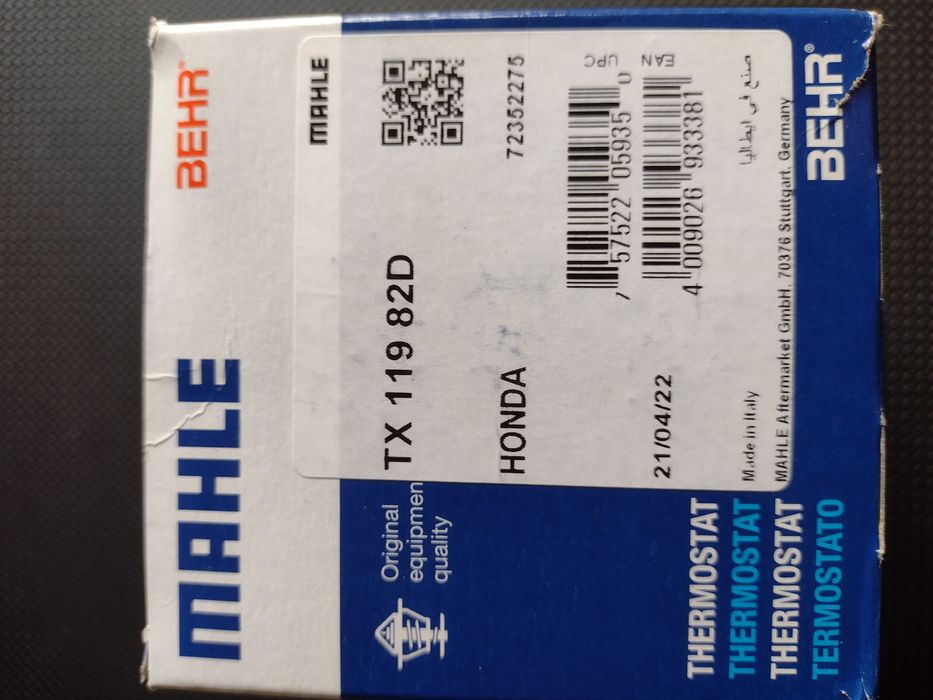 MAHLE
BEHR®
MAHLE
TX 119 82D
72352275
HONDA
UPC
7 57522 05935 0
EAN
4 009026 933381
21/04/22
Made in Italy
صنع في ايطاليا
MAHLE Aftermarket GmbH, 70376 Stuttgart, Germany
Original
equipmen
quality
THERMOSTAT
THERMOSTAT
THERMOSTAT
TERMOSTATO
BEHR®